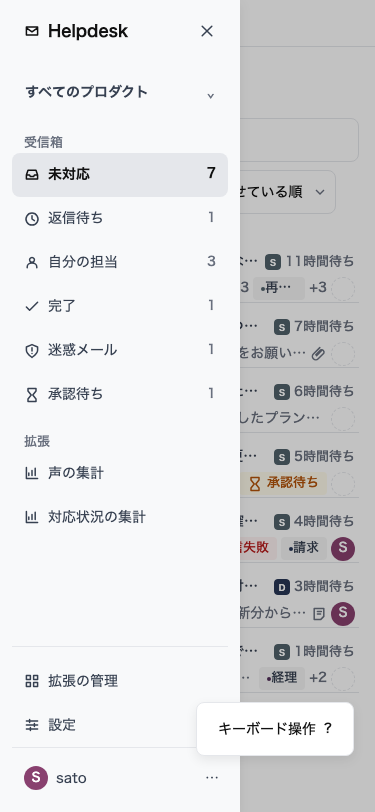 Helpdesk
すべてのプロダクト
受信箱
未対応 7
返信待ち 1
自分の担当 3
完了 1
迷惑メール 1
承認待ち 1
拡張
声の集計
対応状況の集計
拡張の管理
設定
S sato …
せている順
… S 11時間待ち
3 •再… +3
… S 7時間待ち
をお願い…
… S 6時間待ち
したプラン…
… S 5時間待ち
承認待ち
… S 4時間待ち
失敗 •請求 S
… D 3時間待ち
新分から… S
… S 1時間待ち
… •経理 +2
キーボード操作 ?